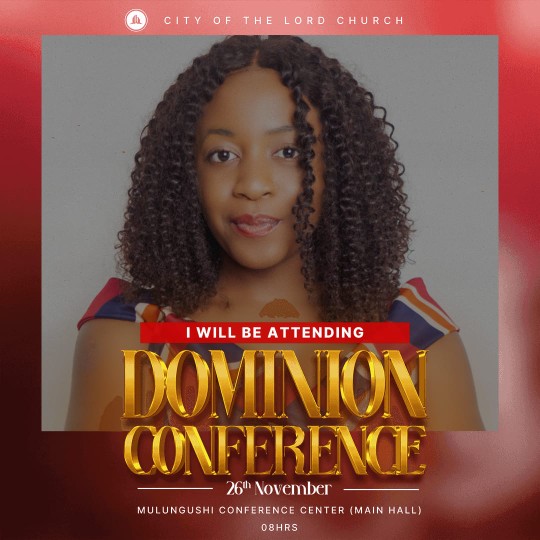 CITY OF THE LORD CHURCH
I WILL BE ATTENDING
DOMINION
CONFERENCE
26th November
MULUNGUSHI CONFERENCE CENTER (MAIN HALL)
08HRS